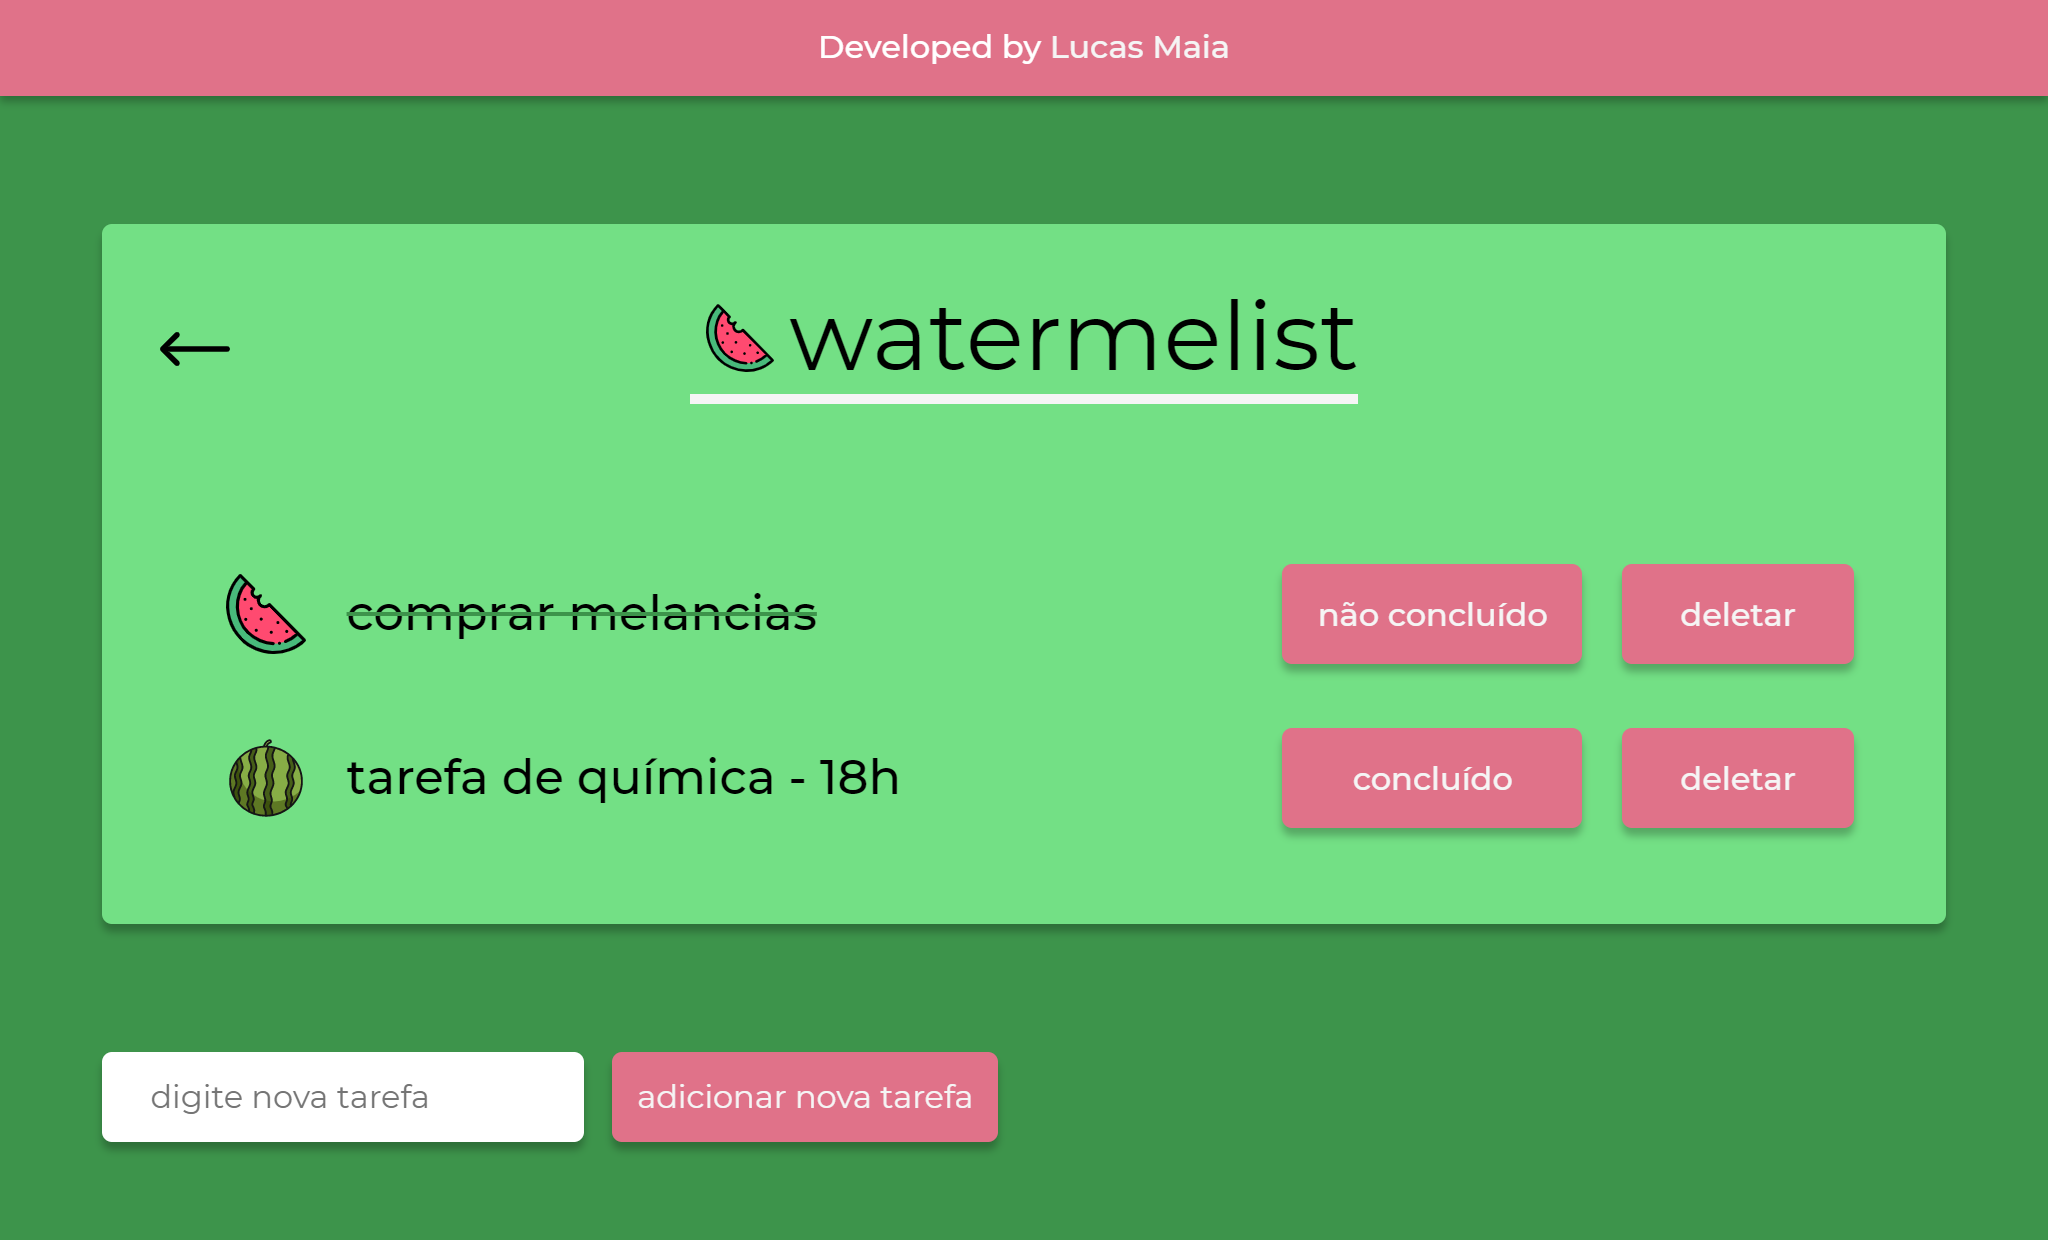 Developed by Lucas Maia
watermelist
comprar melancias
não concluído
deletar
tarefa de química - 18h
concluído
deletar
digite nova tarefa
adicionar nova tarefa